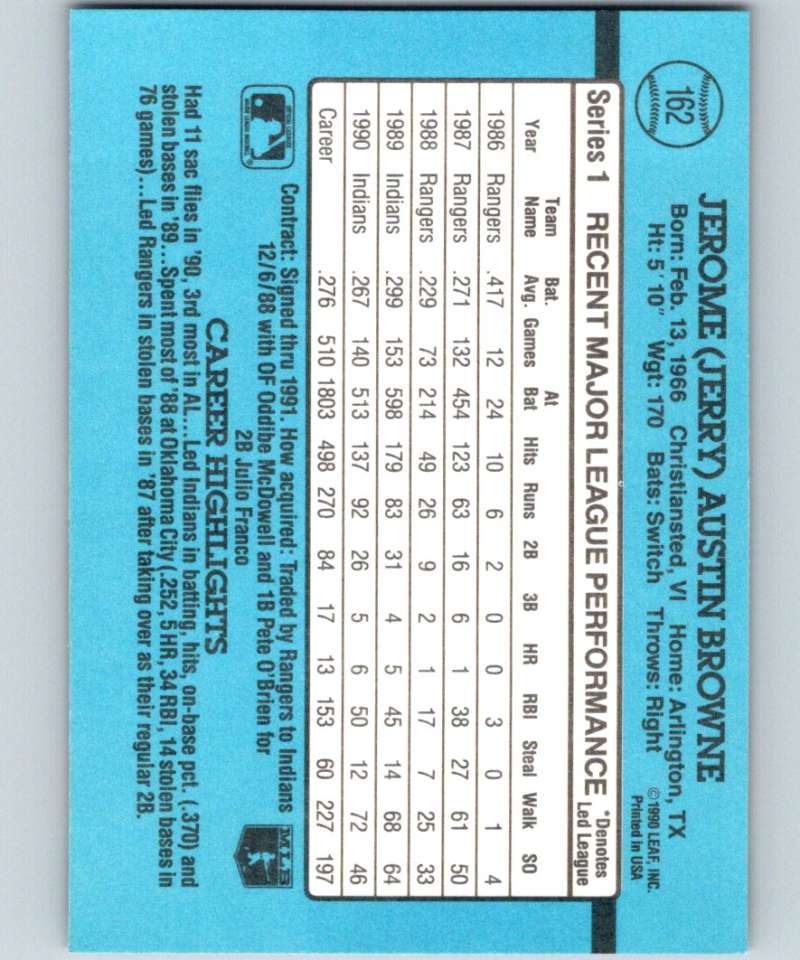 162
JEROME (JERRY) AUSTIN BROWNE
Born: Feb. 13, 1966 Christiansted, VI Home: Arlington, TX
Ht: 5'10" Wgt: 170 Bats: Switch Throws: Right
©1990 LEAF, INC.
Printed in USA
Series 1 RECENT MAJOR LEAGUE PERFORMANCE *Denotes Led League
Year Team Name Bat. Avg. Games At Bat Hits Runs 2B 3B HR RBI Steal Walk SO
1986 Rangers .417 12 24 10 6 2 0 0 3 0 1 4
1987 Rangers .271 132 454 123 63 16 6 1 38 27 61 50
1988 Rangers .229 73 214 49 26 9 2 1 17 7 25 33
1989 Indians .299 153 598 179 83 31 4 5 45 14 68 64
1990 Indians .267 140 513 137 92 26 5 6 50 12 72 46
Career .276 510 1803 498 270 84 17 13 153 60 227 197
Contract: Signed thru 1991. How acquired: Traded by Rangers to Indians
12/6/88 with OF Oddibe McDowell and 1B Pete O'Brien for
2B Julio Franco
MLB
CAREER HIGHLIGHTS
Had 11 sac flies in '90, 3rd most in AL...Led Indians in batting, hits, on-base pct. (.370) and
stolen bases in '89...Spent most of '88 at Oklahoma City (.252, 5 HR, 34 RBI, 14 stolen bases in
76 games)...Led Rangers in stolen bases in '87 after taking over as their regular 2B.